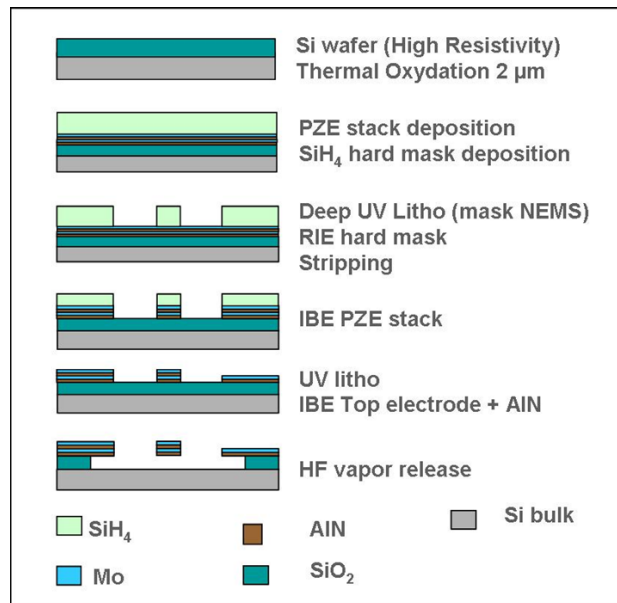 Si wafer (High Resistivity)
Thermal Oxydation 2 µm
PZE stack deposition
SiH₄ hard mask deposition
Deep UV Litho (mask NEMS)
RIE hard mask
Stripping
IBE PZE stack
UV litho
IBE Top electrode + AlN
HF vapor release
SiH₄
AlN
Si bulk
Mo
SiO₂